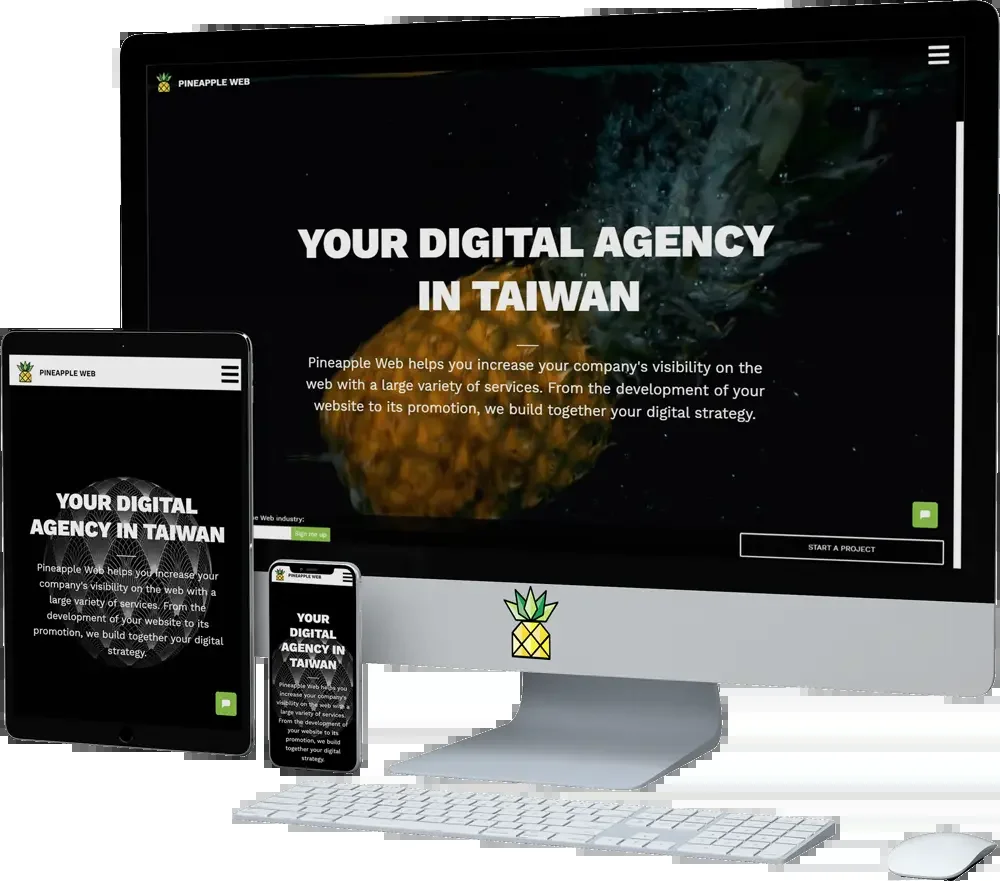 PINEAPPLE WEB
YOUR DIGITAL AGENCY
IN TAIWAN
Pineapple Web helps you increase your company's visibility on the
web with a large variety of services. From the development of your
website to its promotion, we build together your digital strategy.
Web industry:
Sign me up
START A PROJECT
PINEAPPLE WEB
YOUR DIGITAL
AGENCY IN TAIWAN
Pineapple Web helps you increase your
company's visibility on the web with a
large variety of services. From the
development of your website to its
promotion, we build together your digital
strategy.
PINEAPPLE WEB
YOUR
DIGITAL
AGENCY IN
TAIWAN
Pineapple Web helps you
increase your company's
visibility on the web with a
large variety of services.
From the development of
your website to its
promotion, we build
together your digital
strategy.